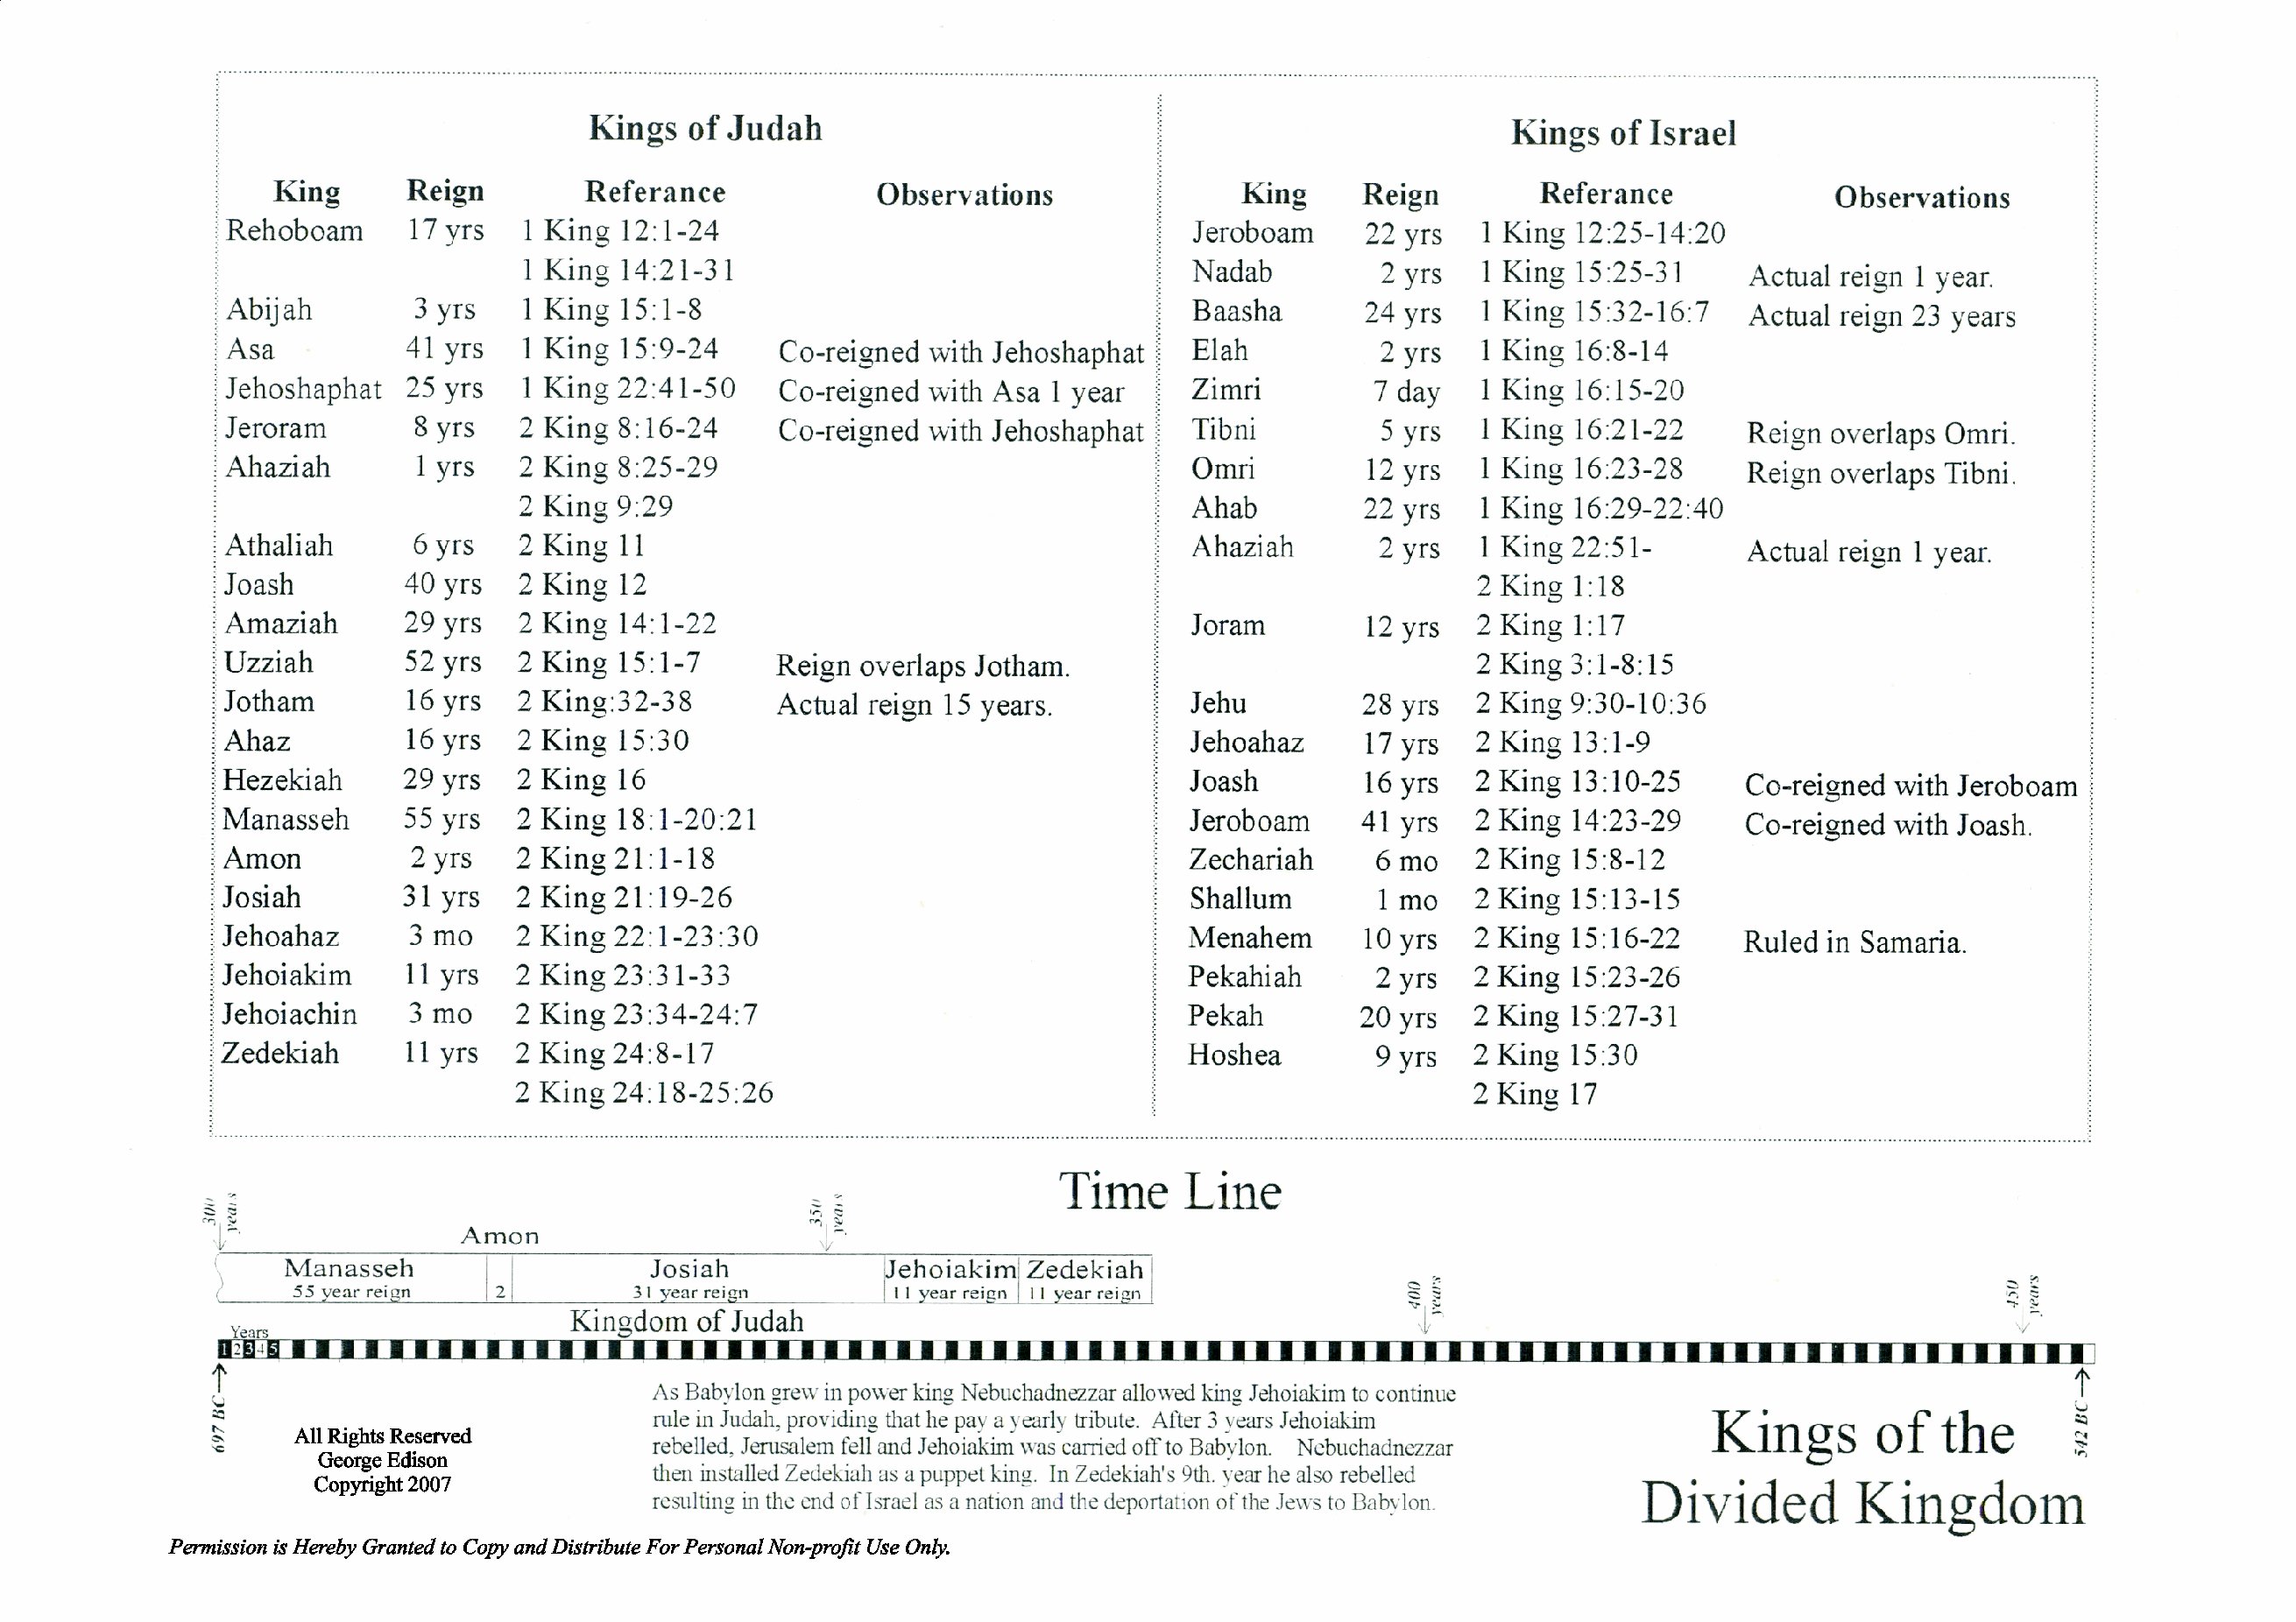 Kings of Judah
King Reign Referance Observations
Rehoboam 17 yrs 1 King 12:1-24
1 King 14:21-31
Abijah 3 yrs 1 King 15:1-8
Asa 41 yrs 1 King 15:9-24 Co-reigned with Jehoshaphat
Jehoshaphat 25 yrs 1 King 22:41-50 Co-reigned with Asa 1 year
Jeroram 8 yrs 2 King 8:16-24 Co-reigned with Jehoshaphat
Ahaziah 1 yrs 2 King 8:25-29
2 King 9:29
Athaliah 6 yrs 2 King 11
Joash 40 yrs 2 King 12
Amaziah 29 yrs 2 King 14:1-22
Uzziah 52 yrs 2 King 15:1-7 Reign overlaps Jotham.
Jotham 16 yrs 2 King:32-38 Actual reign 15 years.
Ahaz 16 yrs 2 King 15:30
Hezekiah 29 yrs 2 King 16
Manasseh 55 yrs 2 King 18:1-20:21
Amon 2 yrs 2 King 21:1-18
Josiah 31 yrs 2 King 21:19-26
Jehoahaz 3 mo 2 King 22:1-23:30
Jehoiakim 11 yrs 2 King 23:31-33
Jehoiachin 3 mo 2 King 23:34-24:7
Zedekiah 11 yrs 2 King 24:8-17
2 King 24:18-25:26
Kings of Israel
King Reign Referance Observations
Jeroboam 22 yrs 1 King 12:25-14:20
Nadab 2 yrs 1 King 15:25-31 Actual reign 1 year.
Baasha 24 yrs 1 King 15:32-16:7 Actual reign 23 years
Elah 2 yrs 1 King 16:8-14
Zimri 7 day 1 King 16:15-20
Tibni 5 yrs 1 King 16:21-22 Reign overlaps Omri.
Omri 12 yrs 1 King 16:23-28 Reign overlaps Tibni.
Ahab 22 yrs 1 King 16:29-22:40
Ahaziah 2 yrs 1 King 22:51- Actual reign 1 year.
2 King 1:18
Joram 12 yrs 2 King 1:17
2 King 3:1-8:15
Jehu 28 yrs 2 King 9:30-10:36
Jehoahaz 17 yrs 2 King 13:1-9
Joash 16 yrs 2 King 13:10-25 Co-reigned with Jeroboam
Jeroboam 41 yrs 2 King 14:23-29 Co-reigned with Joash.
Zechariah 6 mo 2 King 15:8-12
Shallum 1 mo 2 King 15:13-15
Menahem 10 yrs 2 King 15:16-22 Ruled in Samaria.
Pekahiah 2 yrs 2 King 15:23-26
Pekah 20 yrs 2 King 15:27-31
Hoshea 9 yrs 2 King 15:30
2 King 17
Time Line
300 years
350 years
Amon
Manasseh Josiah Jehoiakim Zedekiah
55 year reign 2 31 year reign 11 year reign 11 year reign
400 years
450 years
Kingdom of Judah
Years
1 2 3 4 5
697 BC
542 BC
As Babylon grew in power king Nebuchadnezzar allowed king Jehoiakim to continue
rule in Judah, providing that he pay a yearly tribute. After 3 years Jehoiakim
rebelled, Jerusalem fell and Jehoiakim was carried off to Babylon. Nebuchadnezzar
then installed Zedekiah as a puppet king. In Zedekiah's 9th. year he also rebelled
resulting in the end of Israel as a nation and the deportation of the Jews to Babylon.
All Rights Reserved
George Edison
Copyright 2007
Kings of the
Divided Kingdom
Permission is Hereby Granted to Copy and Distribute For Personal Non-profit Use Only.